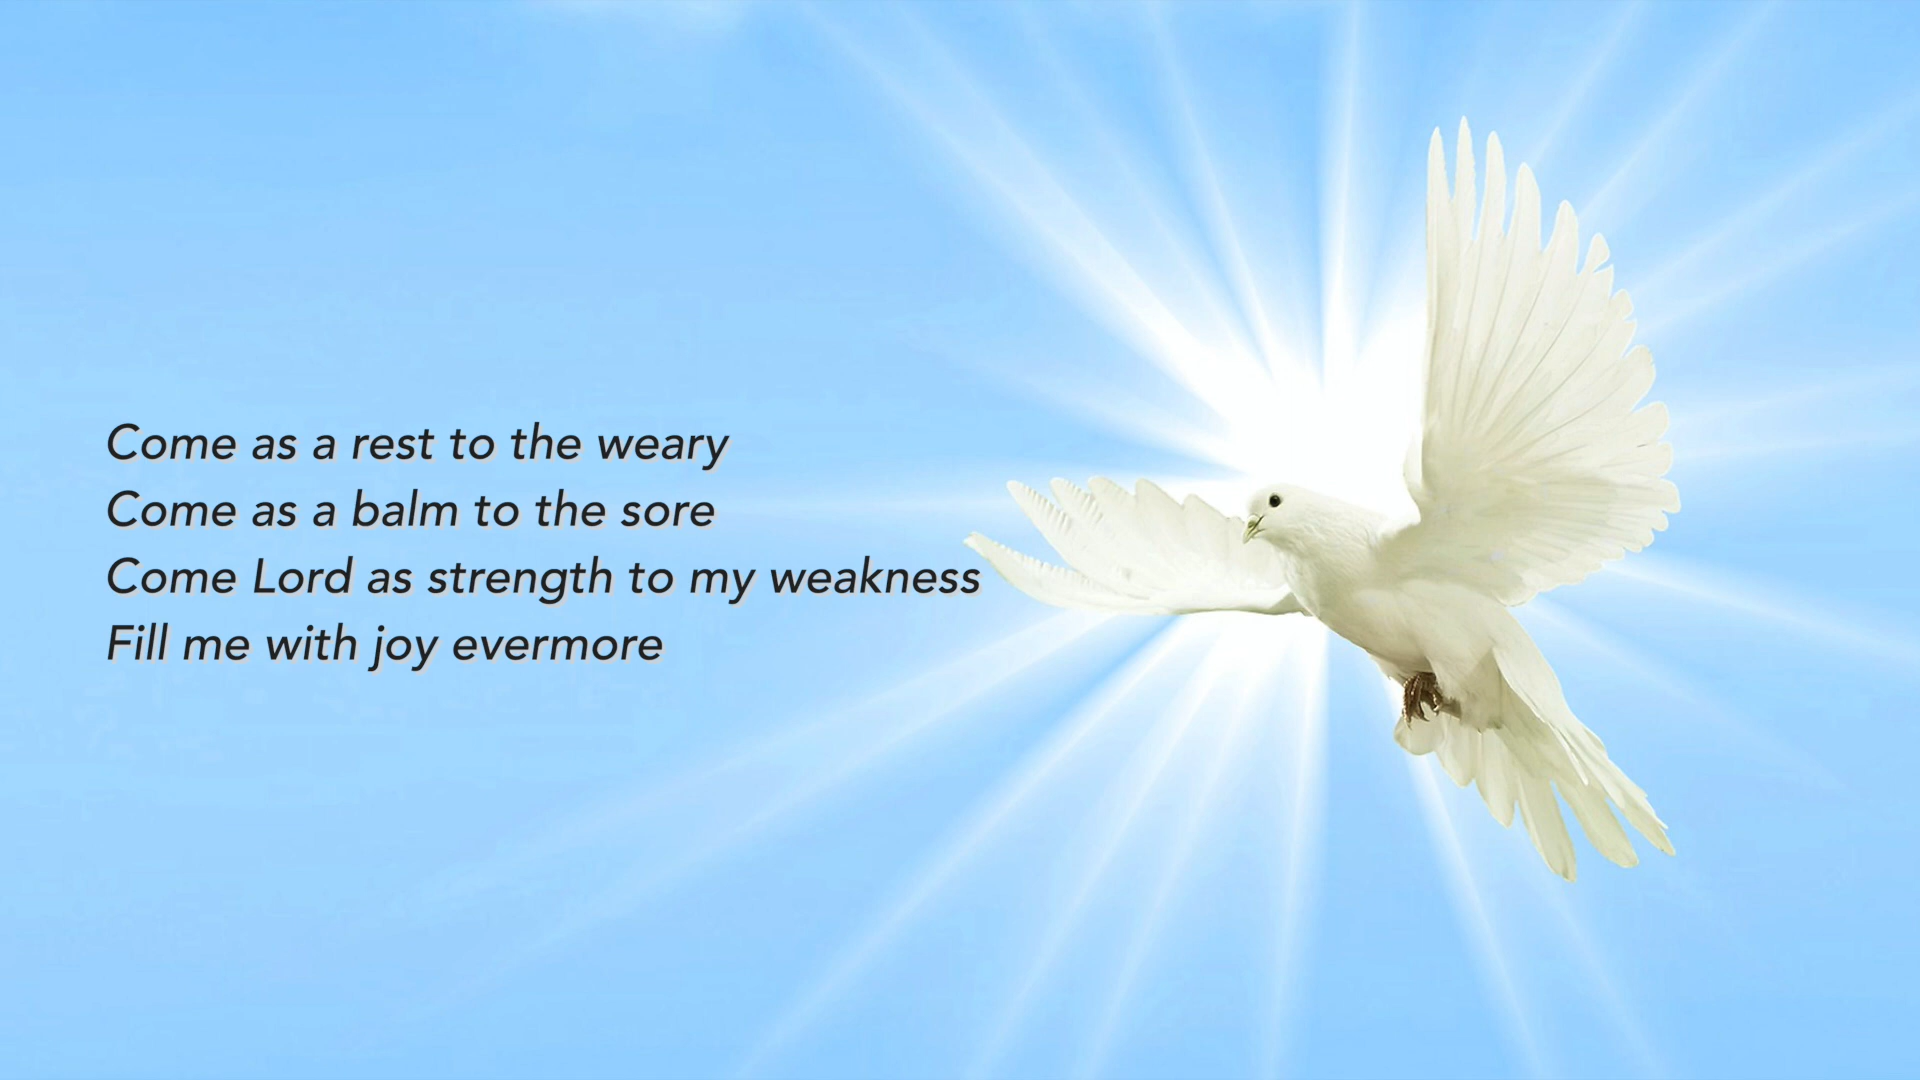 Come as a rest to the weary
Come as a balm to the sore
Come Lord as strength to my weakness
Fill me with joy evermore